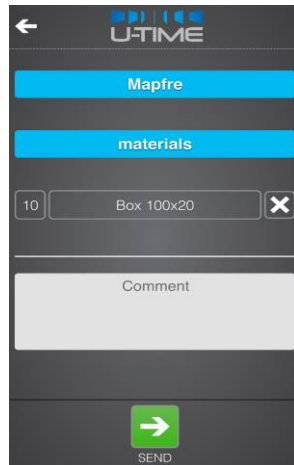 U-TIME
Mapfre
materials
10 Box 100x20
Comment
SEND